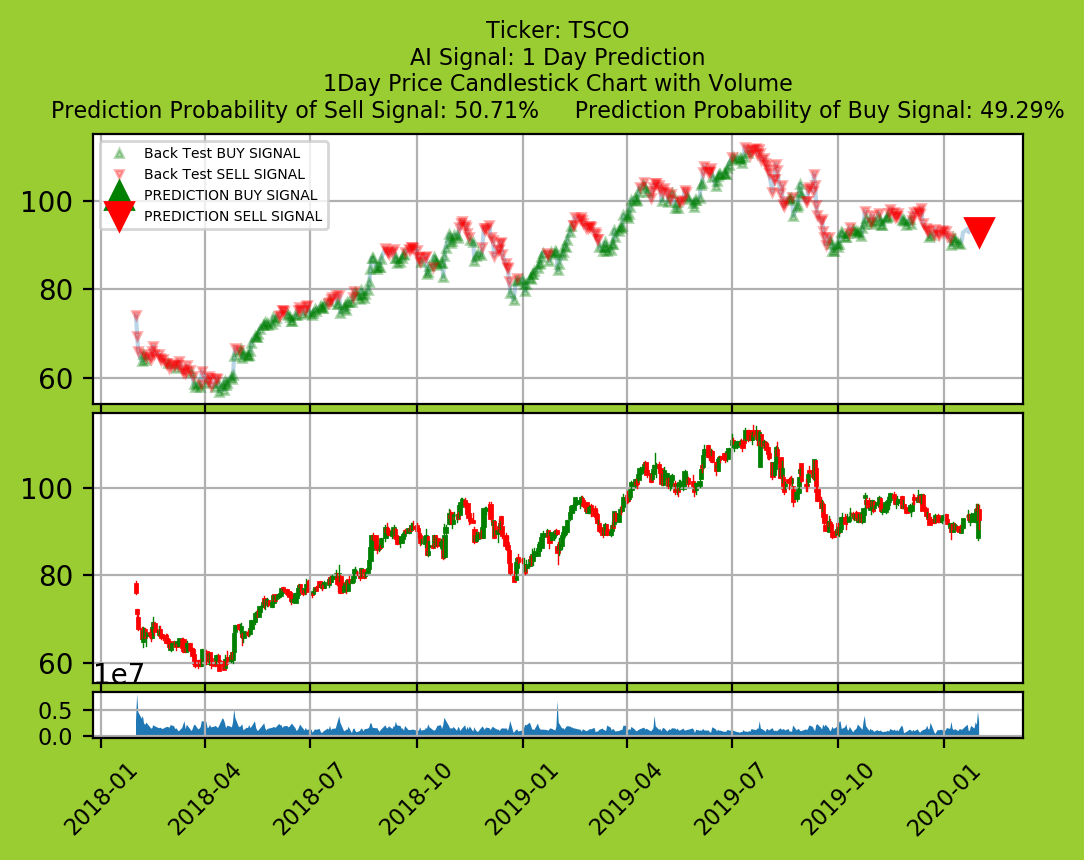 Ticker: TSCO
AI Signal: 1 Day Prediction
1Day Price Candlestick Chart with Volume
Prediction Probability of Sell Signal: 50.71%     Prediction Probability of Buy Signal: 49.29%
Back Test BUY SIGNAL
Back Test SELL SIGNAL
PREDICTION BUY SIGNAL
PREDICTION SELL SIGNAL
100
80
60
100
80
60
1e7
0.5
0.0
2018-01
2018-04
2018-07
2018-10
2019-01
2019-04
2019-07
2019-10
2020-01